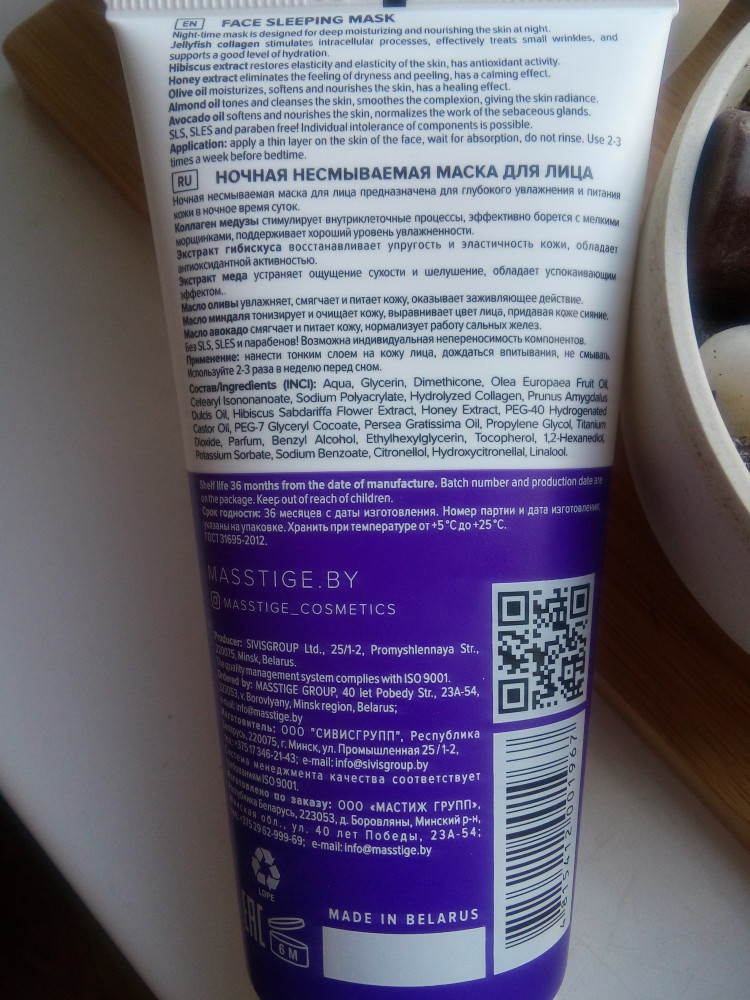 EN FACE SLEEPING MASK
Night-time mask is designed for deep moisturizing and nourishing the skin at night.
Jellyfish collagen stimulates intracellular processes, effectively treats small wrinkles, and
supports a good level of hydration.
Hibiscus extract restores elasticity and elasticity of the skin, has antioxidant activity.
Honey extract eliminates the feeling of dryness and peeling, has a calming effect.
Olive oil moisturizes, softens and nourishes the skin, has a healing effect.
Almond oil tones and cleanses the skin, smoothes the complexion, giving the skin radiance.
Avocado oil softens and nourishes the skin, normalizes the work of the sebaceous glands.
SLS, SLES and paraben free! Individual intolerance of components is possible.
Application: apply a thin layer on the skin of the face, wait for absorption, do not rinse. Use 2-3
times a week before bedtime.
RU НОЧНАЯ НЕСМЫВАЕМАЯ МАСКА ДЛЯ ЛИЦА
Ночная несмываемая маска для лица предназначена для глубокого увлажнения и питания
кожи в ночное время суток.
Коллаген медузы стимулирует внутриклеточные процессы, эффективно борется с мелкими
морщинками, поддерживает хороший уровень увлажненности.
Экстракт гибискуса восстанавливает упругость и эластичность кожи, обладает
антиоксидантной активностью.
Экстракт меда устраняет ощущение сухости и шелушение, обладает успокаивающим
эффектом.
Масло оливы увлажняет, смягчает и питает кожу, оказывает заживляющее действие.
Масло миндаля тонизирует и очищает кожу, выравнивает цвет лица, придавая коже сияние.
Масло авокадо смягчает и питает кожу, нормализует работу сальных желез.
Без SLS, SLES и парабенов! Возможна индивидуальная непереносимость компонентов.
Применение: нанести тонким слоем на кожу лица, дождаться впитывания, не смывать.
Используйте 2-3 раза в неделю перед сном.
Состав/Ingredients (INCI): Aqua, Glycerin, Dimethicone, Olea Europaea Fruit Oil,
Cetearyl Isononanoate, Sodium Polyacrylate, Hydrolyzed Collagen, Prunus Amygdalus
Dulcis Oil, Hibiscus Sabdariffa Flower Extract, Honey Extract, PEG-40 Hydrogenated
Castor Oil, PEG-7 Glyceryl Cocoate, Persea Gratissima Oil, Propylene Glycol, Titanium
Dioxide, Parfum, Benzyl Alcohol, Ethylhexylglycerin, Tocopherol, 1,2-Hexanediol,
Potassium Sorbate, Sodium Benzoate, Citronellol, Hydroxycitronellal, Linalool.
Shelf life 36 months from the date of manufacture. Batch number and production date are
on the package. Keep out of reach of children.
Срок годности: 36 месяцев с даты изготовления. Номер партии и дата изготовления
указаны на упаковке. Хранить при температуре от +5 °C до +25 °C.
ГОСТ 31695-2012.
MASSTIGE.BY
MASSTIGE_COSMETICS
Producer: SIVISGROUP Ltd., 25/1-2, Promyshlennaya Str.,
220075, Minsk, Belarus.
The quality management system complies with ISO 9001.
Ordered by: MASSTIGE GROUP, 40 let Pobedy Str., 23A-54,
223053, v. Borovlyany, Minsk region, Belarus;
e-mail: info@masstige.by
Изготовитель: ООО "СИВИСГРУПП", Республика
Беларусь, 220075, г. Минск, ул. Промышленная 25/1-2,
тел.: +375 17 346-21-43; e-mail: info@sivisgroup.by
Система менеджмента качества соответствует
требованиям ISO 9001.
Изготовлено по заказу: ООО «МАСТИЖ ГРУПП»,
Республика Беларусь, 223053, д. Боровляны, Минский р-н,
Минская обл., ул. 40 лет Победы, 23А-54;
тел.: +375 29 62-999-69; e-mail: info@masstige.by
LDPE
EAC
6 M
MADE IN BELARUS
4 815412 001967